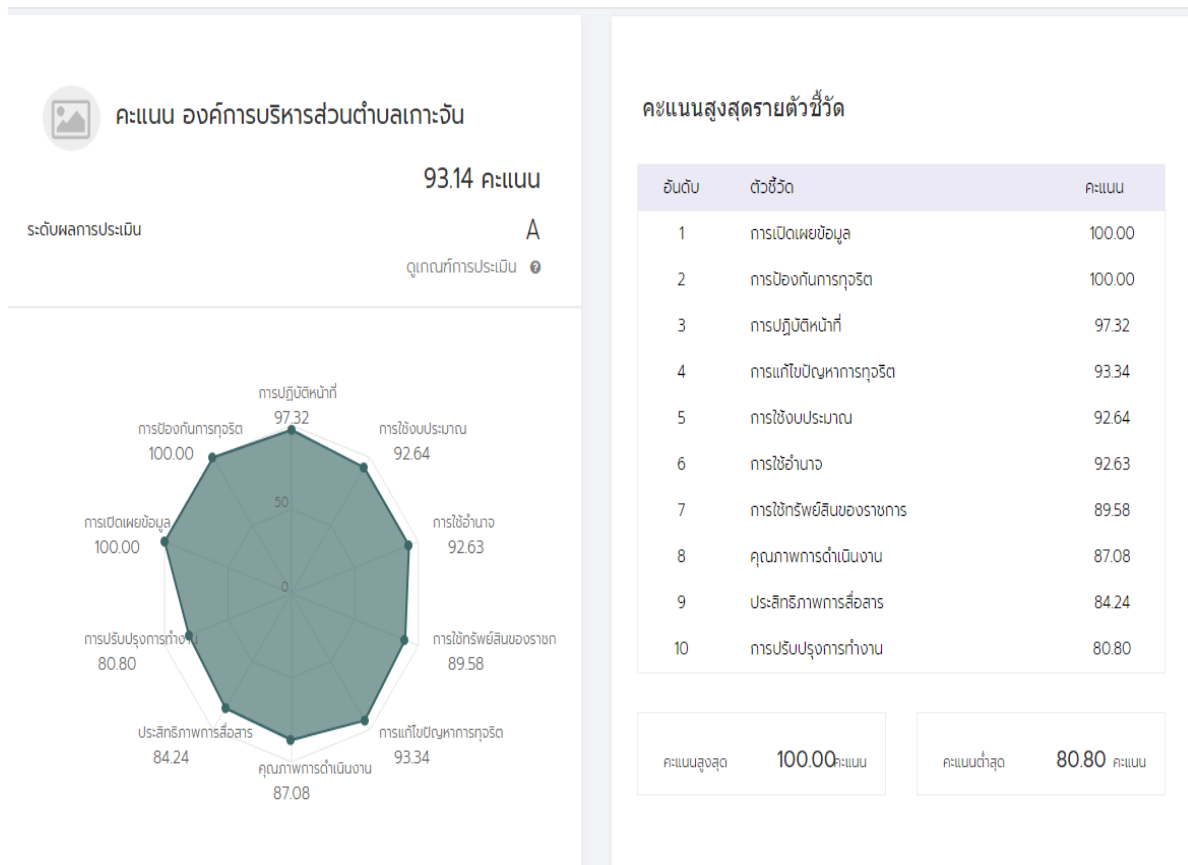 คะแนน องค์การบริหารส่วนตำบลเกาะจัน
93.14 คะแนน
ระดับผลการประเมิน A
ดูเกณฑ์การประเมิน
การปฏิบัติหน้าที่
97.32
การป้องกันการทุจริต
100.00
การใช้งบประมาณ
92.64
50
การเปิดเผยข้อมูล
100.00
การใช้อำนาจ
92.63
0
การปรับปรุงการทำงาน
80.80
การใช้ทรัพย์สินของราชก
89.58
ประสิทธิภาพการสื่อสาร
84.24
การแก้ไขปัญหาการทุจริต
93.34
คุณภาพการดำเนินงาน
87.08
คะแนนสูงสุดรายตัวชี้วัด
อันดับ ตัวชี้วัด คะแนน
1 การเปิดเผยข้อมูล 100.00
2 การป้องกันการทุจริต 100.00
3 การปฏิบัติหน้าที่ 97.32
4 การแก้ไขปัญหาการทุจริต 93.34
5 การใช้งบประมาณ 92.64
6 การใช้อำนาจ 92.63
7 การใช้ทรัพย์สินของราชการ 89.58
8 คุณภาพการดำเนินงาน 87.08
9 ประสิทธิภาพการสื่อสาร 84.24
10 การปรับปรุงการทำงาน 80.80
คะแนนสูงสุด 100.00คะแนน
คะแนนต่ำสุด 80.80 คะแนน